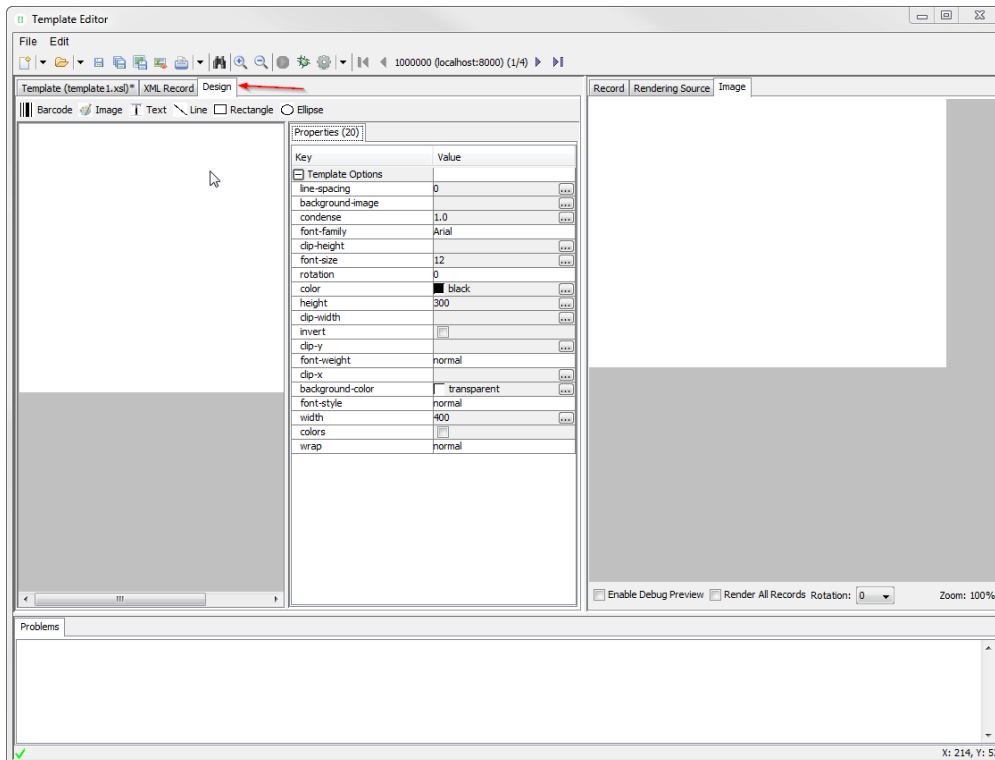 Template Editor
File Edit
1000000 (localhost:8000) (1/4)
Template (template1.xsl)* XML Record Design
Record Rendering Source Image
Barcode Image Text Line Rectangle Ellipse
Properties (20)
Key Value
Template Options
line-spacing 0 ...
background-image ...
condense 1.0 ...
font-family Arial
clip-height ...
font-size 12 ...
rotation 0
color black ...
height 300 ...
clip-width ...
invert
clip-y ...
font-weight normal
clip-x ...
background-color transparent ...
font-style normal
width 400 ...
colors
wrap normal
Enable Debug Preview Render All Records Rotation: 0 Zoom: 100%
Problems
X: 214, Y: 5